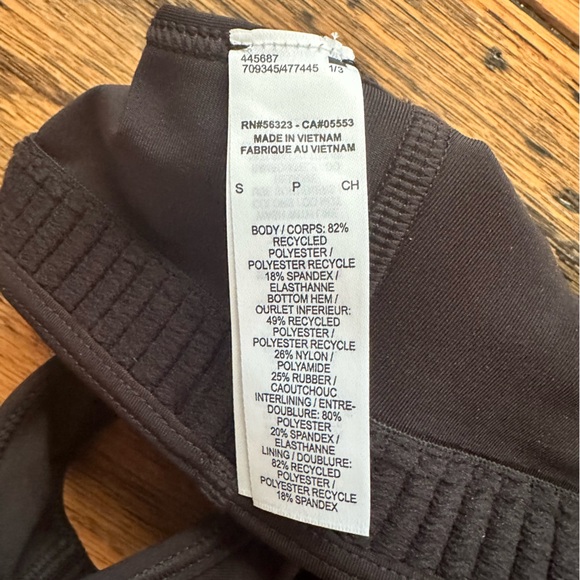 445687
709345/477445 1/3
RN#56323 - CA#05553
MADE IN VIETNAM
FABRIQUE AU VIETNAM
S P CH
BODY / CORPS: 82%
RECYCLED
POLYESTER /
POLYESTER RECYCLE
18% SPANDEX /
ELASTHANNE
BOTTOM HEM /
OURLET INFERIEUR:
49% RECYCLED
POLYESTER /
POLYESTER RECYCLE
26% NYLON /
POLYAMIDE
25% RUBBER /
CAOUTCHOUC
INTERLINING / ENTRE-
DOUBLURE: 80%
POLYESTER
20% SPANDEX /
ELASTHANNE
LINING / DOUBLURE:
82% RECYCLED
POLYESTER /
POLYESTER RECYCLE
18% SPANDEX